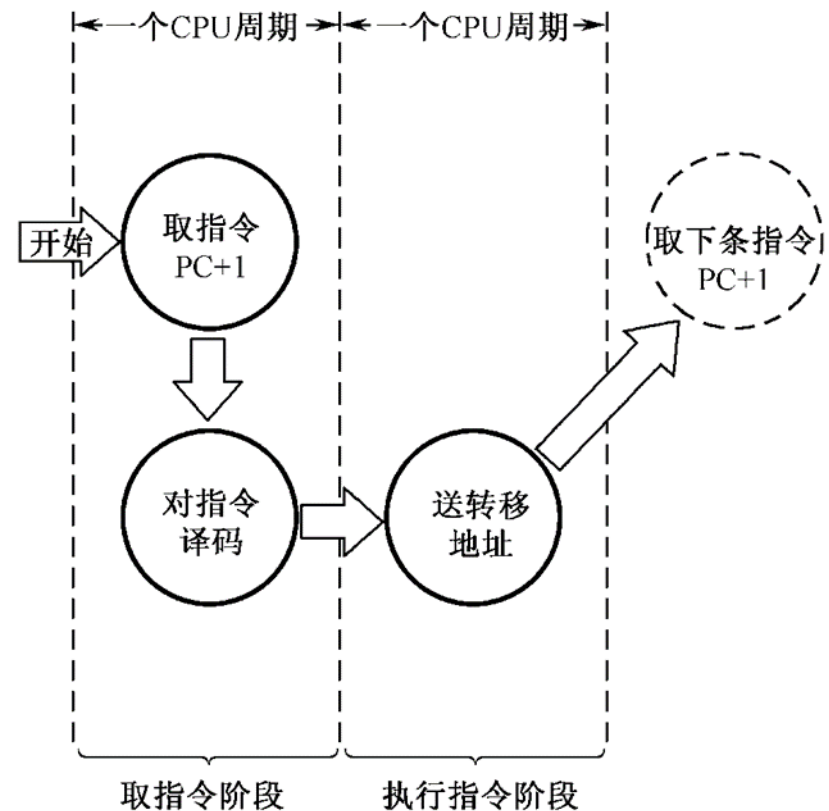 一个CPU周期
一个CPU周期
开始
取指令
PC+1
取下条指令
PC+1
对指令
译码
送转移
地址
取指令阶段
执行指令阶段